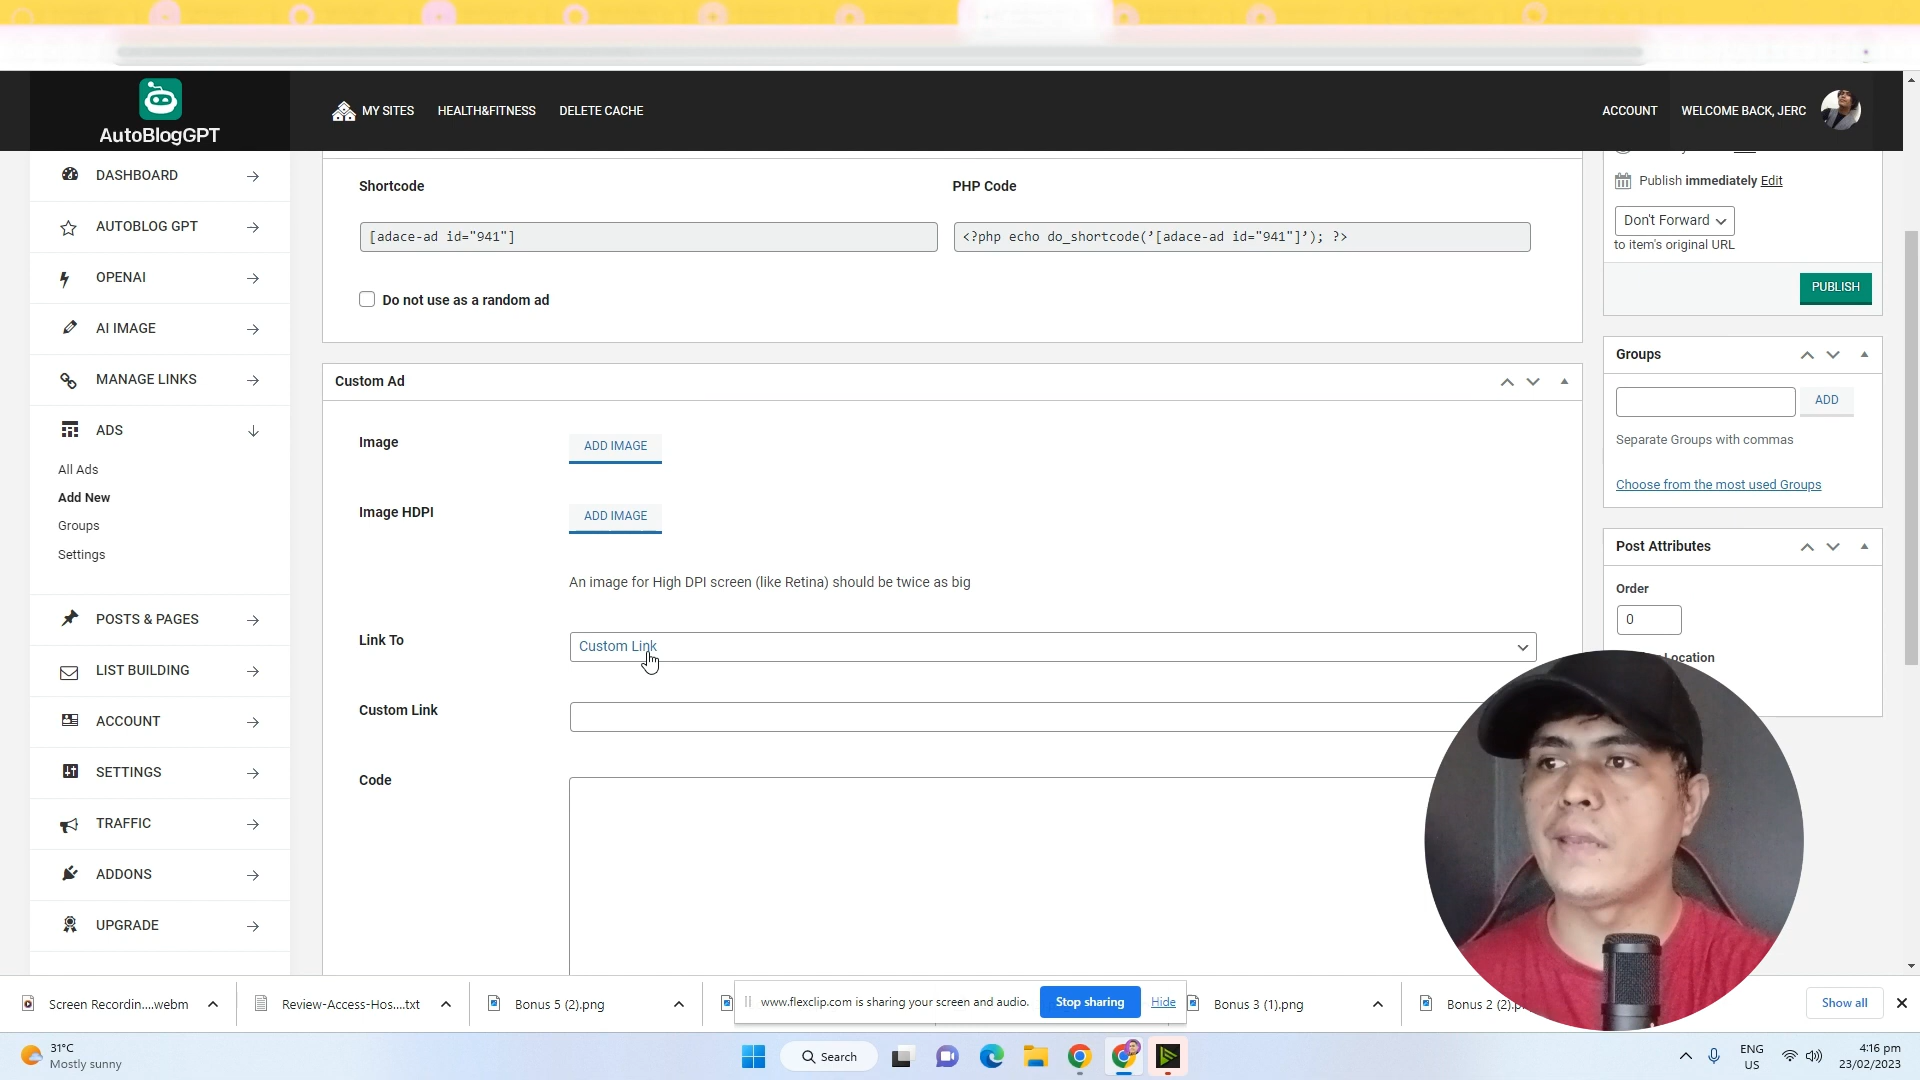 AutoBlogGPT
MY SITES
HEALTH&FITNESS
DELETE CACHE
ACCOUNT
WELCOME BACK, JERC
DASHBOARD
AUTOBLOG GPT
OPENAI
AI IMAGE
MANAGE LINKS
ADS
All Ads
Add New
Groups
Settings
POSTS & PAGES
LIST BUILDING
ACCOUNT
SETTINGS
TRAFFIC
ADDONS
UPGRADE
Shortcode
[adace-ad id="941"]
PHP Code
<?php echo do_shortcode('[adace-ad id="941"]'); ?>
Do not use as a random ad
Custom Ad
Image
ADD IMAGE
Image HDPI
ADD IMAGE
An image for High DPI screen (like Retina) should be twice as big
Link To
Custom Link
Custom Link
Code
Publish immediately Edit
Don't Forward
to item's original URL
PUBLISH
Groups
ADD
Separate Groups with commas
Choose from the most used Groups
Post Attributes
Order
0
Location
Screen Recordin....webm
Review-Access-Hos....txt
Bonus 5 (2).png
www.flexclip.com is sharing your screen and audio.
Stop sharing
Hide
Bonus 3 (1).png
Bonus 2 (2).p
Show all
31°C
Mostly sunny
Search
ENG
US
4:16 pm
23/02/2023